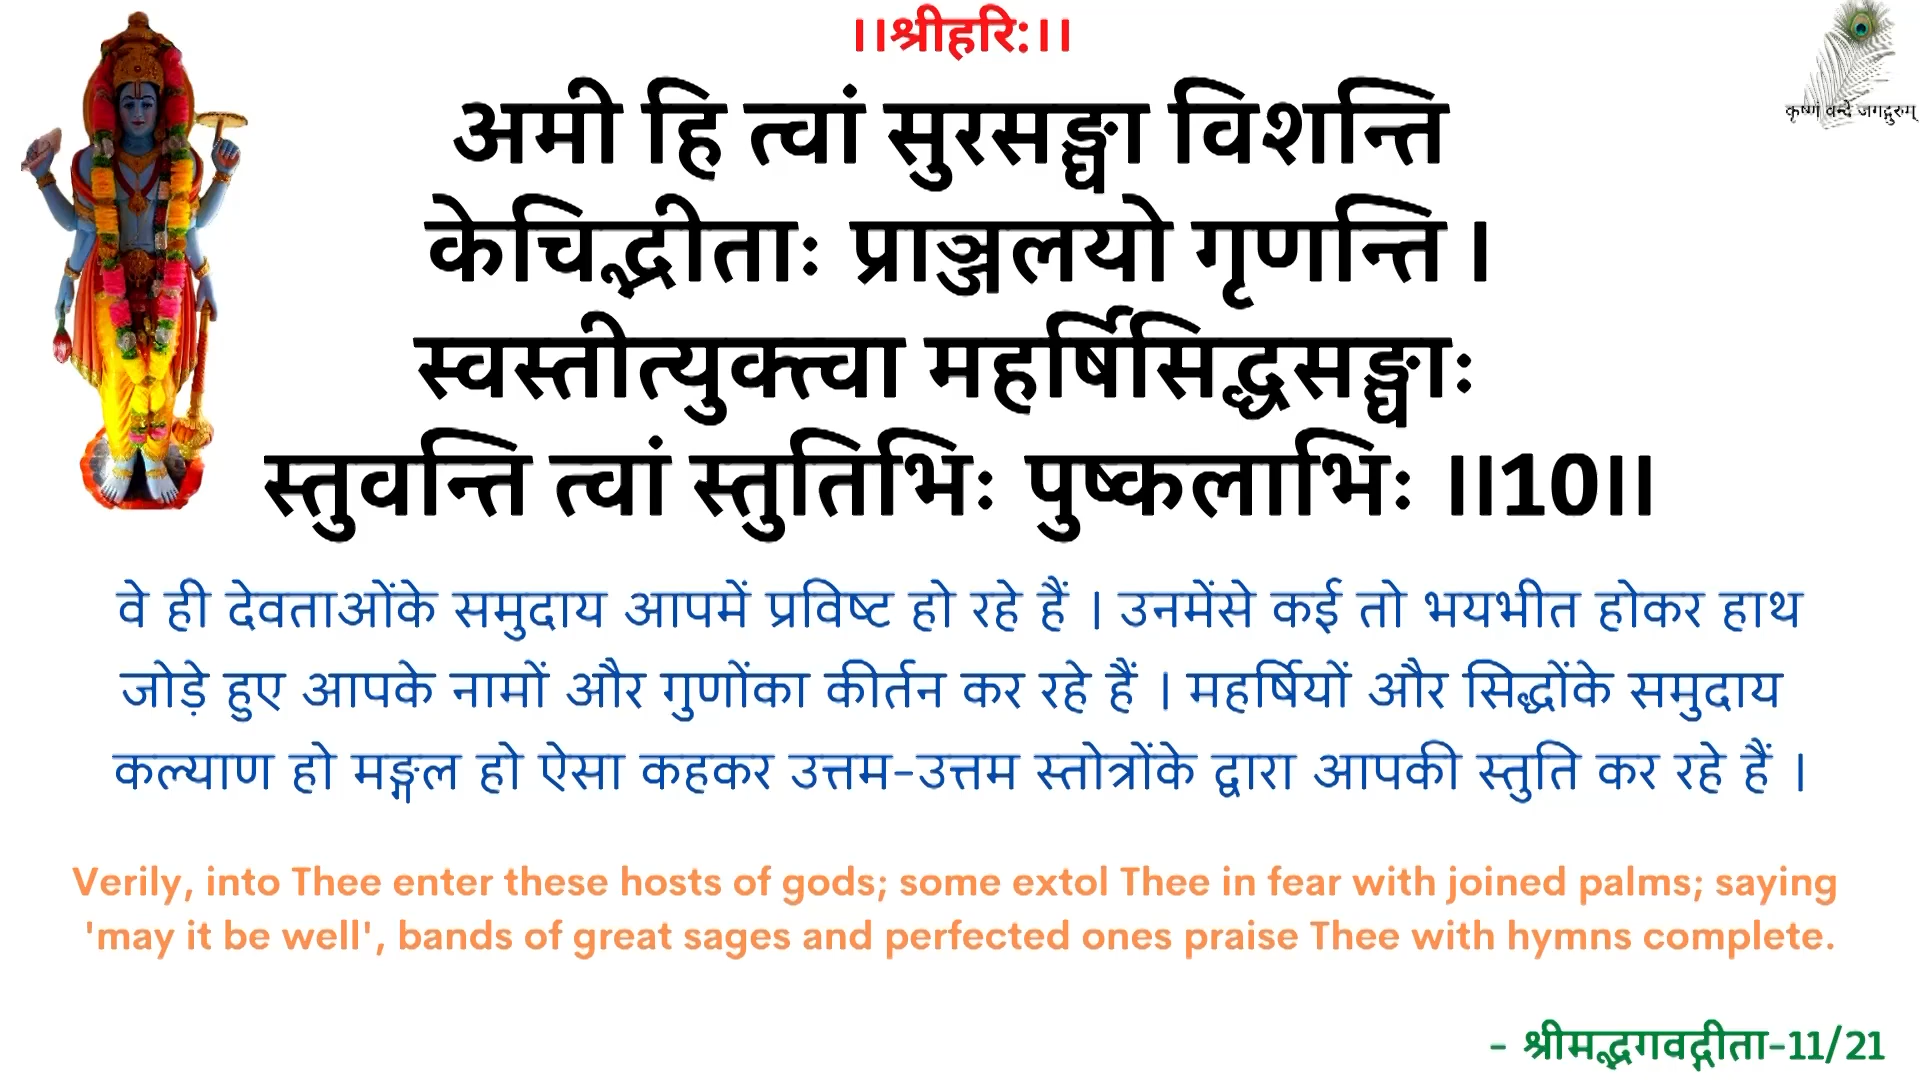 ।।श्रीहरि:।।
कृष्णं वन्दे जगद्गुरुम्
अमी हि त्वां सुरसङ्घा विशन्ति
केचिद्भीताः प्राञ्जलयो गृणन्ति ।
स्वस्तीत्युक्त्वा महर्षिसिद्धसङ्घाः
स्तुवन्ति त्वां स्तुतिभिः पुष्कलाभिः ।।10।।
वे ही देवताओंके समुदाय आपमें प्रविष्ट हो रहे हैं । उनमेंसे कई तो भयभीत होकर हाथ
जोड़े हुए आपके नामों और गुणोंका कीर्तन कर रहे हैं । महर्षियों और सिद्धोंके समुदाय
कल्याण हो मङ्गल हो ऐसा कहकर उत्तम-उत्तम स्तोत्रोंके द्वारा आपकी स्तुति कर रहे हैं ।
Verily, into Thee enter these hosts of gods; some extol Thee in fear with joined palms; saying
'may it be well', bands of great sages and perfected ones praise Thee with hymns complete.
- श्रीमद्भगवद्गीता-11/21